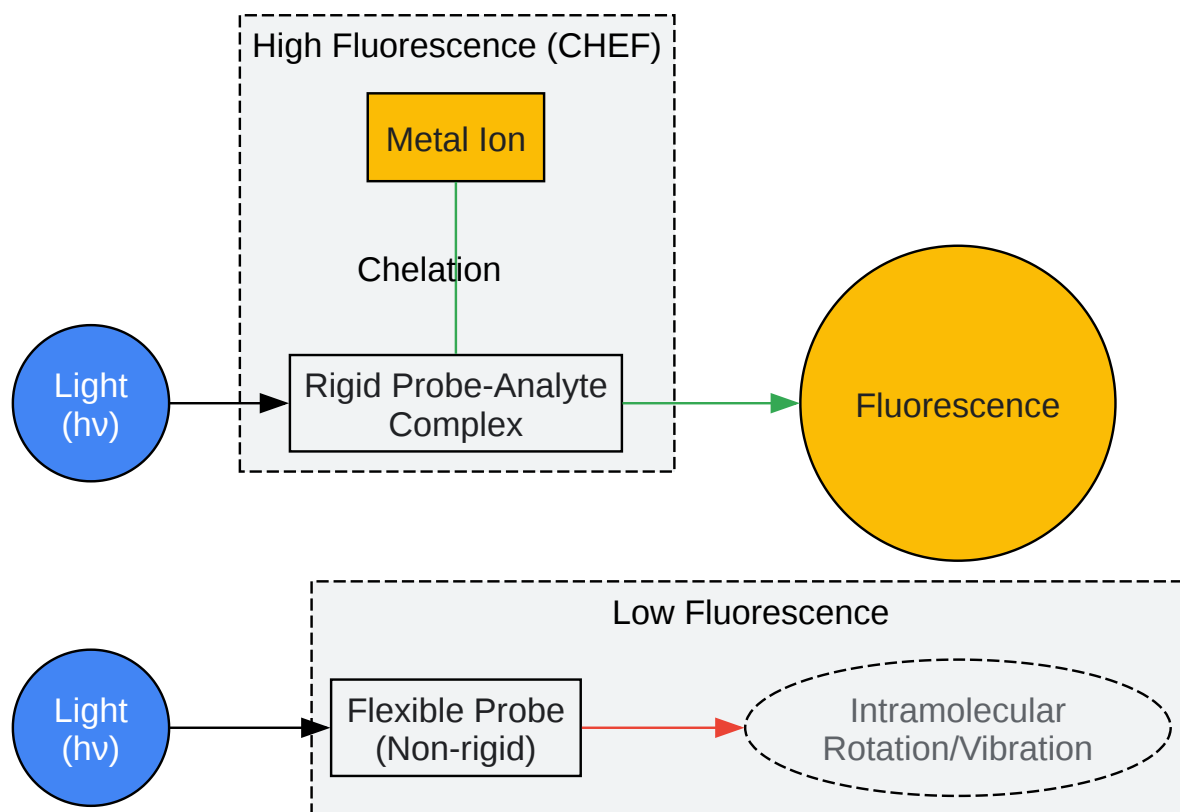 High Fluorescence (CHEF)
Metal Ion
Chelation
Light
(hν)
Rigid Probe-Analyte
Complex
Fluorescence
Low Fluorescence
Light
(hν)
Flexible Probe
(Non-rigid)
Intramolecular
Rotation/Vibration